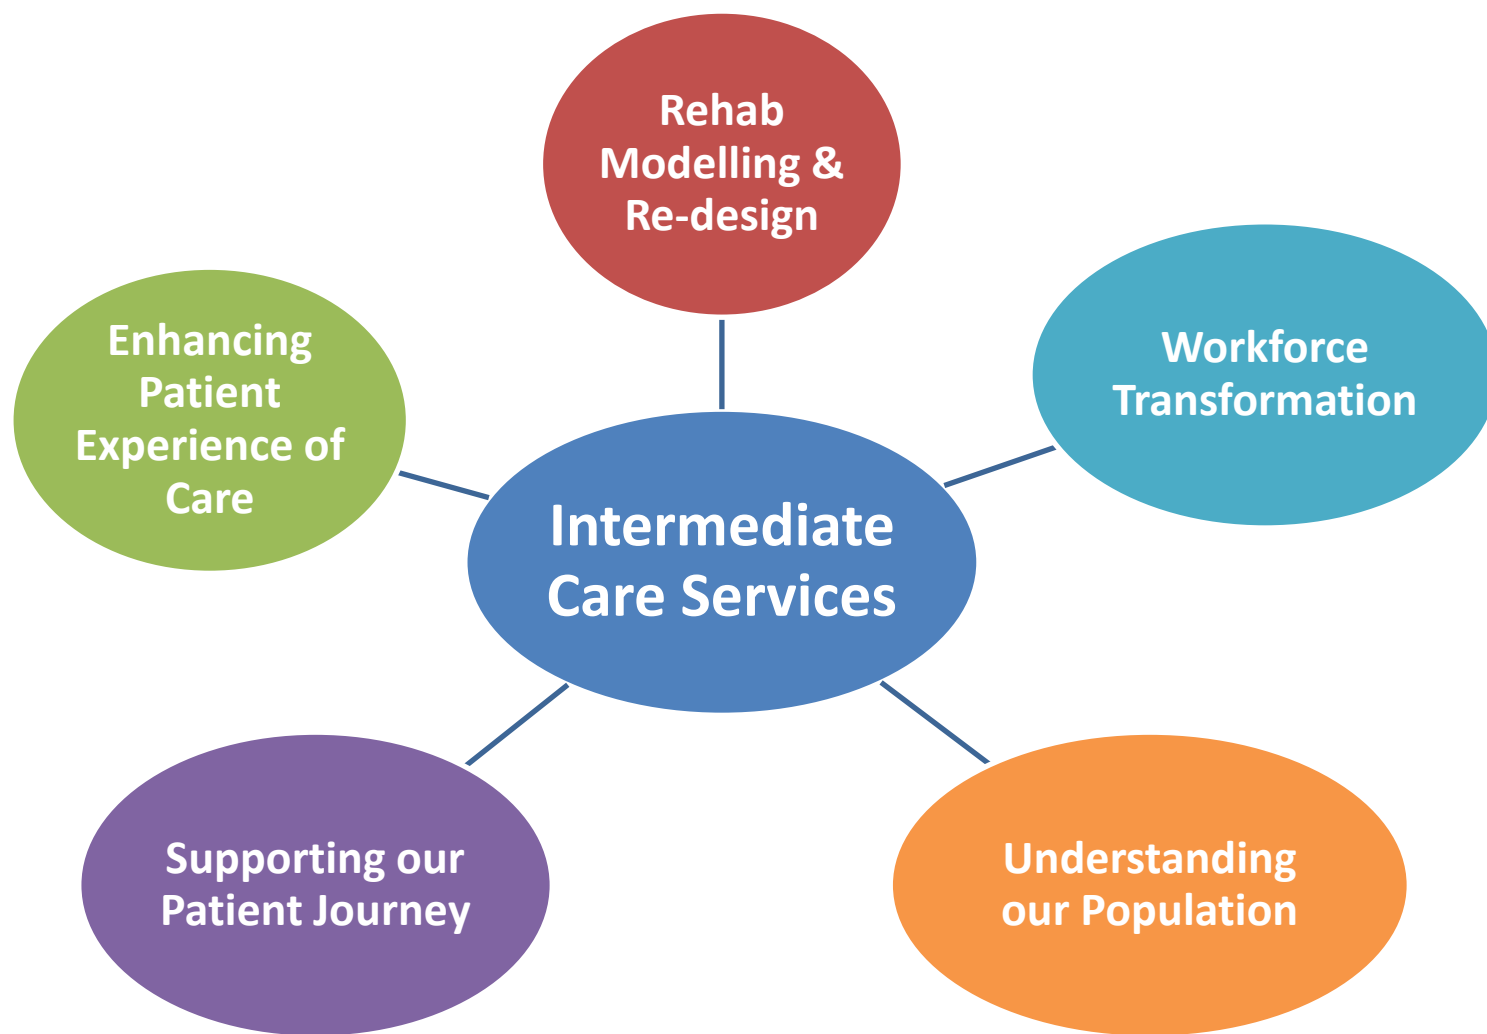 Rehab
Modelling &
Re-design
Workforce
Transformation
Enhancing
Patient
Experience of
Care
Intermediate
Care Services
Supporting our
Patient Journey
Understanding
our Population